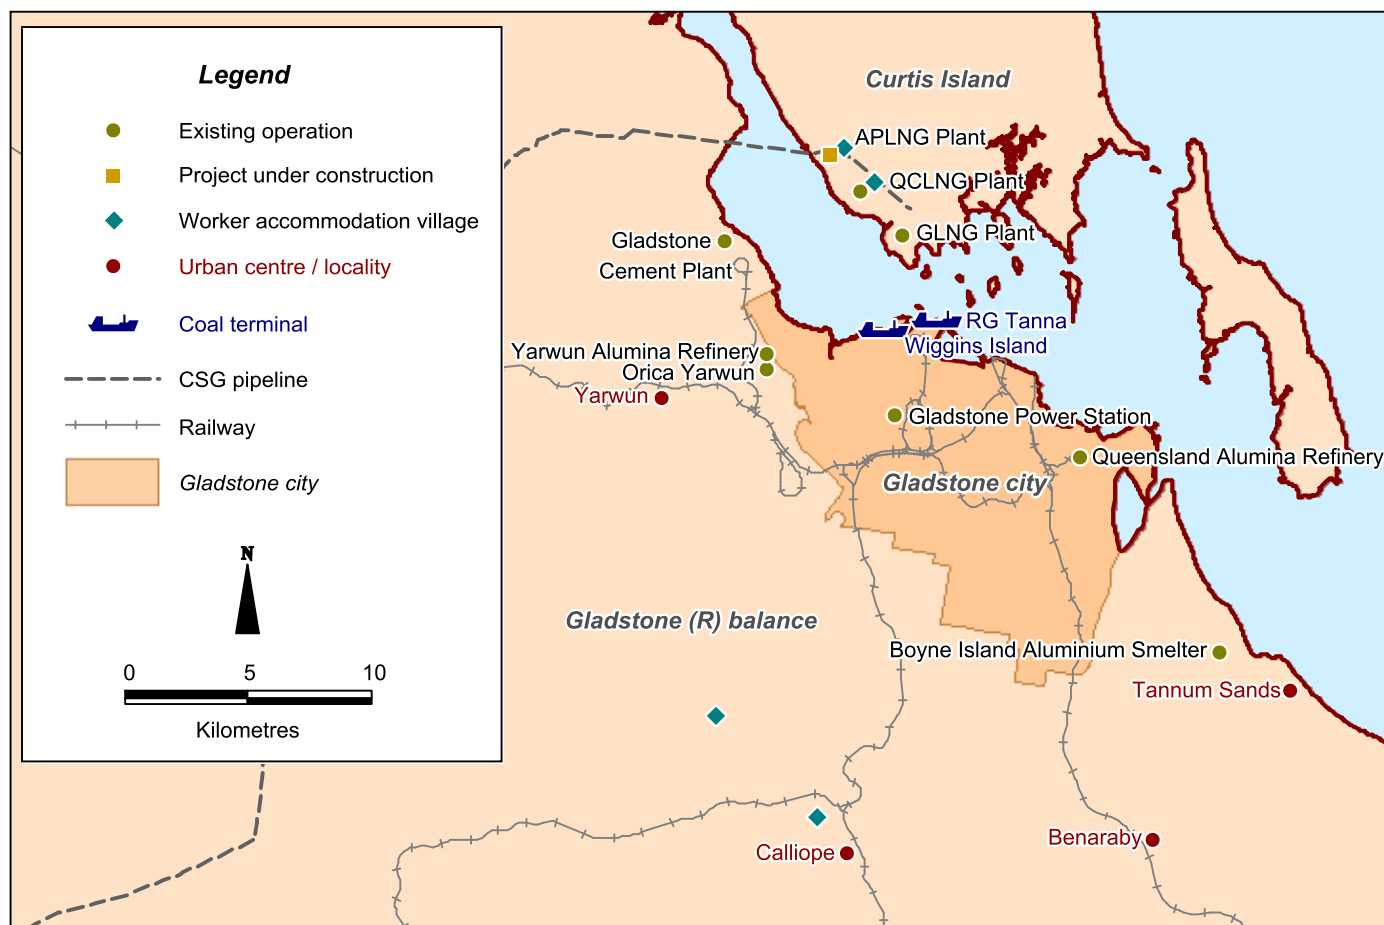 Legend
Existing operation
Project under construction
Worker accommodation village
Urban centre / locality
Coal terminal
CSG pipeline
Railway
Gladstone city
N
0 5 10
Kilometres
Curtis Island
APLNG Plant
QCLNG Plant
GLNG Plant
Gladstone
Cement Plant
RG Tanna
Wiggins Island
Yarwun Alumina Refinery
Orica Yarwun
Yarwun
Gladstone Power Station
Queensland Alumina Refinery
Gladstone city
Gladstone (R) balance
Boyne Island Aluminium Smelter
Tannum Sands
Benaraby
Calliope